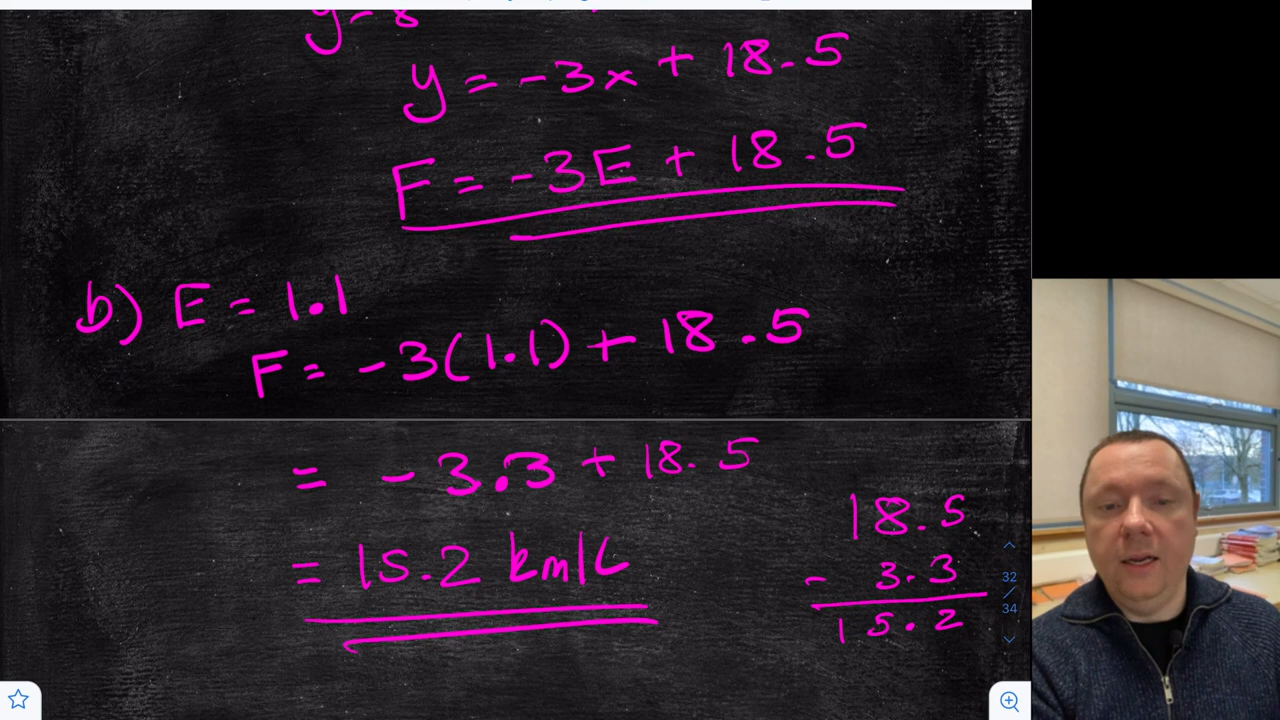 y-8
y = -3x + 18.5
F = -3E + 18.5
b) E = 1.1
F = -3(1.1) + 18.5
= -3.3 + 18.5
= 15.2 km/L
18.5
- 3.3
15.2
32
/
34